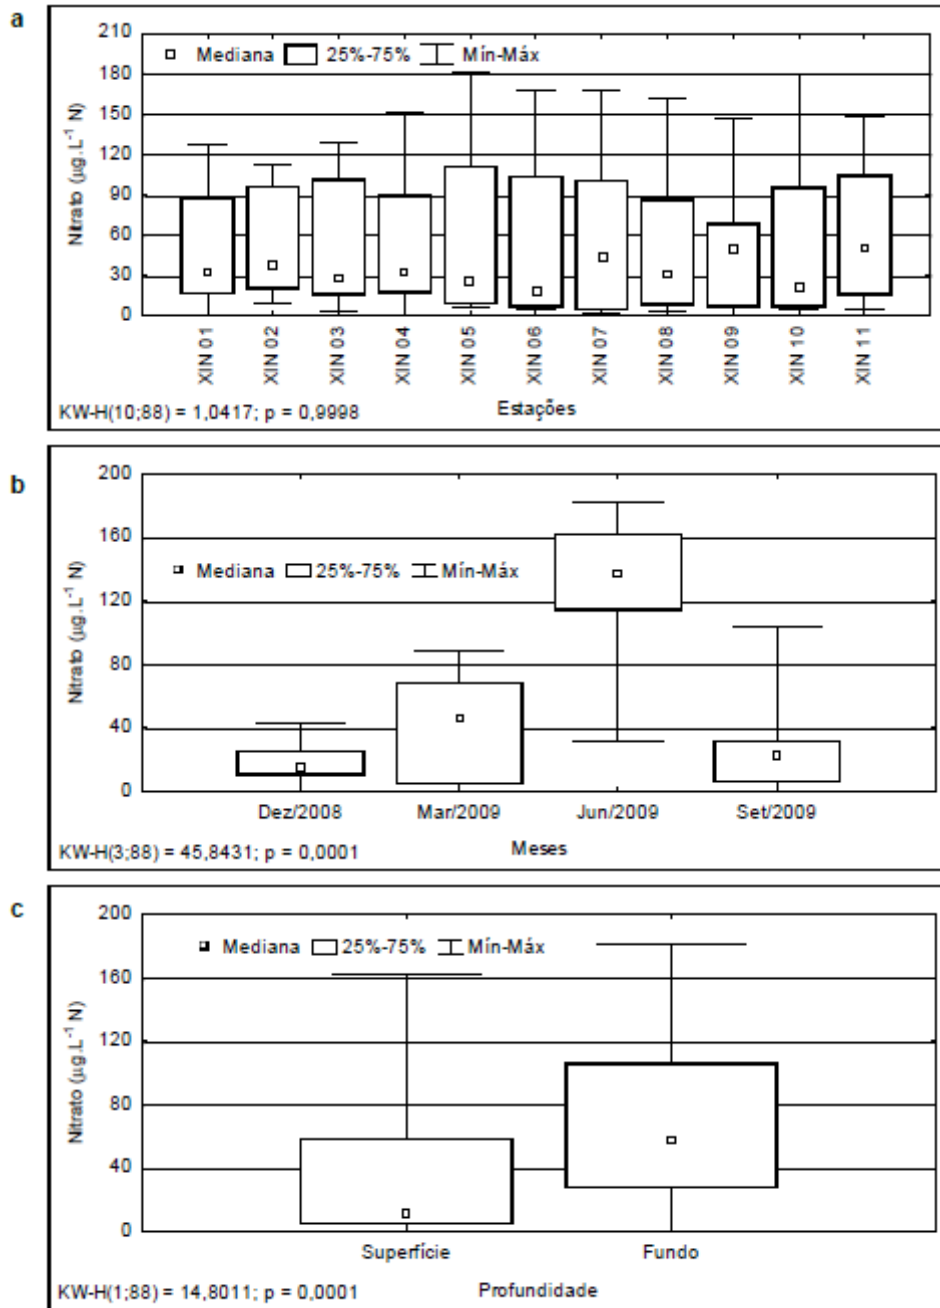 a
210
Mediana 25%-75% Mín-Máx
180
150
120
90
60
30
0
Nitrato (µg.L⁻¹ N)
XIN 01 XIN 02 XIN 03 XIN 04 XIN 05 XIN 06 XIN 07 XIN 08 XIN 09 XIN 10 XIN 11
Estações
KW-H(10;88) = 1,0417; p = 0,9998
b
200
160
Mediana 25%-75% Mín-Máx
120
80
40
0
Nitrato (µg.L⁻¹ N)
Dez/2008 Mar/2009 Jun/2009 Set/2009
KW-H(3;88) = 45,8431; p = 0,0001 Meses
c
200
Mediana 25%-75% Mín-Máx
160
120
80
40
0
Nitrato (µg.L⁻¹ N)
Superfície Fundo
KW-H(1;88) = 14,8011; p = 0,0001 Profundidade